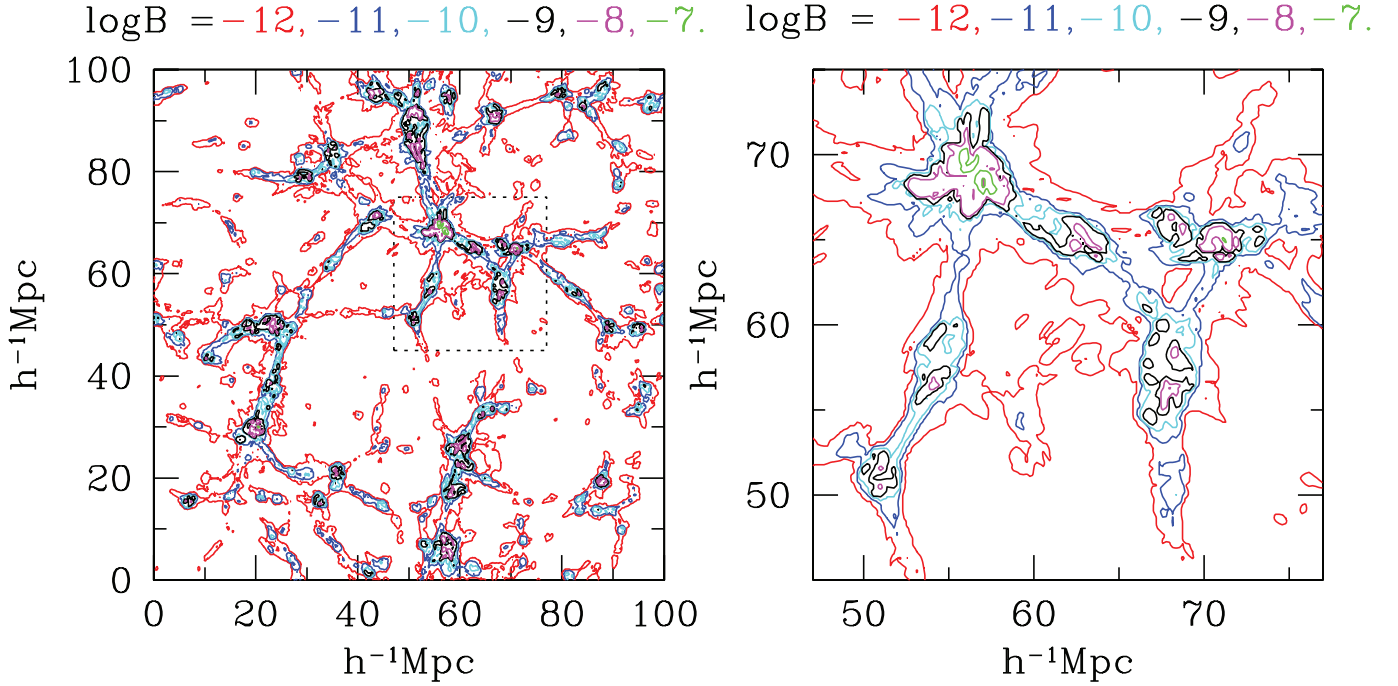 logB = -12, -11, -10, -9, -8, -7.
100
80
60
40
20
0
h⁻¹Mpc
0 20 40 60 80 100
h⁻¹Mpc
logB = -12, -11, -10, -9, -8, -7.
70
60
50
h⁻¹Mpc
50 60 70
h⁻¹Mpc